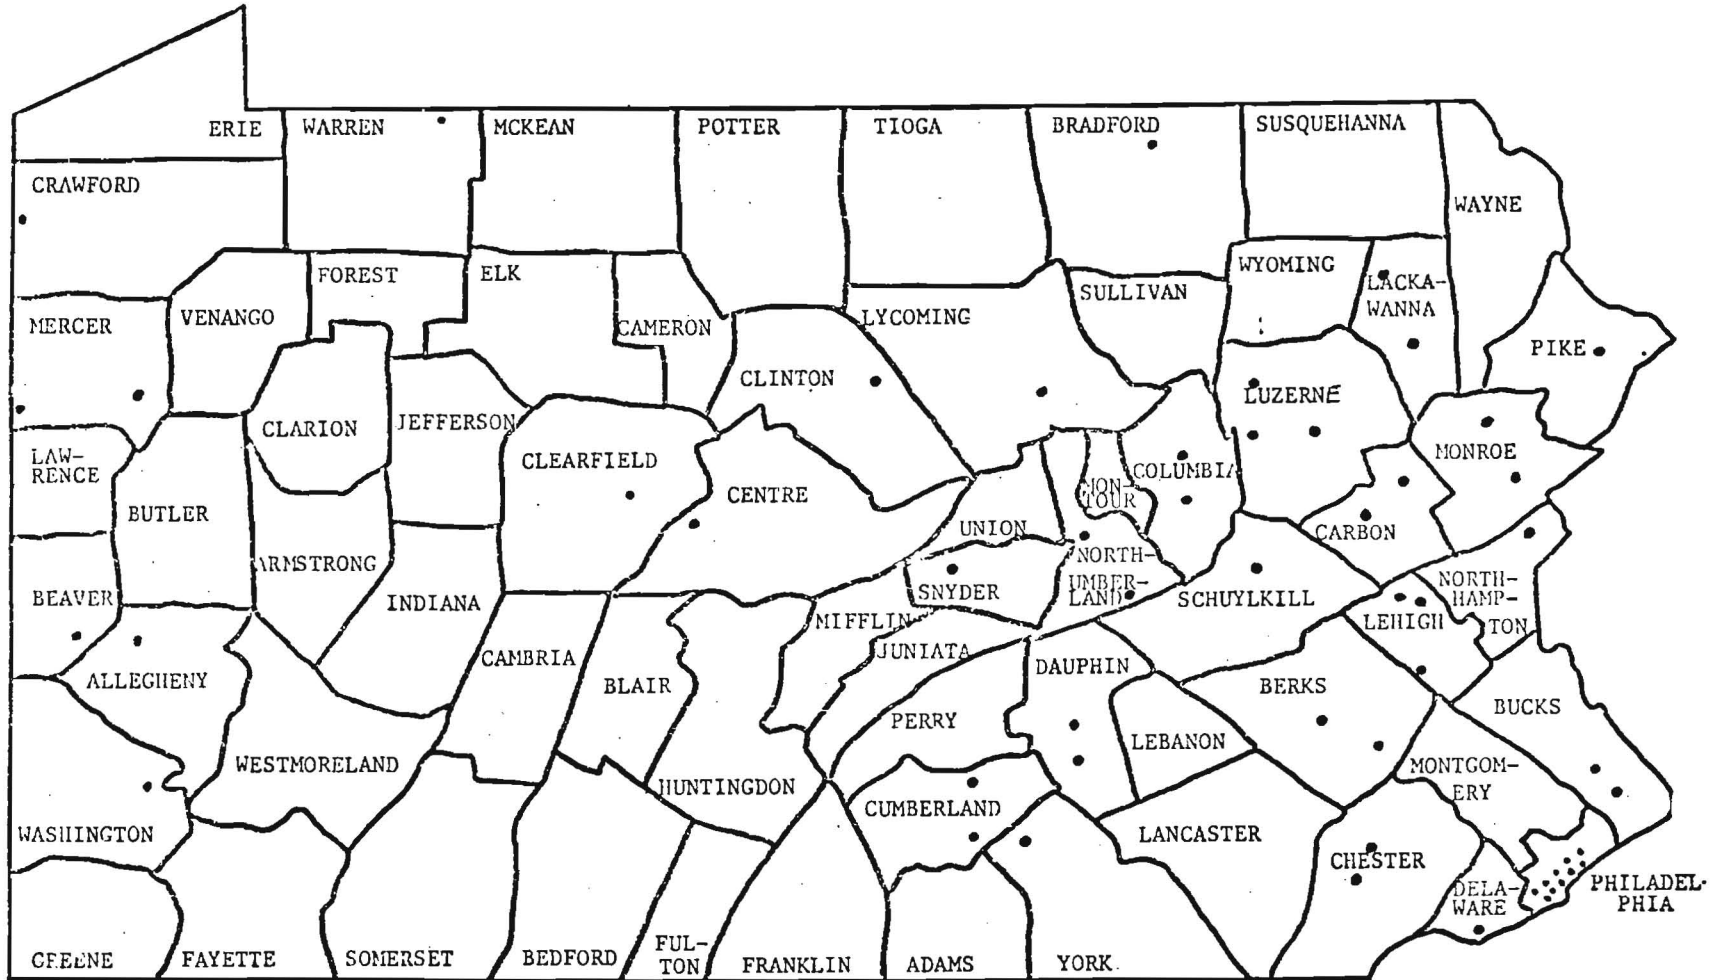 ERIE
WARREN
MCKEAN
POTTER
TIOGA
BRADFORD
SUSQUEHANNA
CRAWFORD
WAYNE
FOREST
ELK
WYOMING
SULLIVAN
LACKA-
WANNA
MERCER
VENANGO
CAMERON
LYCOMING
PIKE
CLINTON
LUZERNE
CLARION
JEFFERSON
LAW-
RENCE
CLEARFIELD
CENTRE
MONROE
COLUMBIA
MON-
TOUR
BUTLER
UNION
CARBON
ARMSTRONG
NORTH-
UMBER-
LAND
NORTH-
HAMP-
TON
BEAVER
INDIANA
SNYDER
SCHUYLKILL
LEHIGH
MIFFLIN
JUNIATA
CAMBRIA
DAUPHIN
ALLEGHENY
BLAIR
BERKS
BUCKS
PERRY
LEBANON
WESTMORELAND
HUNTINGDON
MONTGOM-
ERY
CUMBERLAND
WASHINGTON
LANCASTER
CHESTER
DELA-
WARE
PHILADEL-
PHIA
GREENE
FAYETTE
SOMERSET
BEDFORD
FUL-
TON
FRANKLIN
ADAMS
YORK